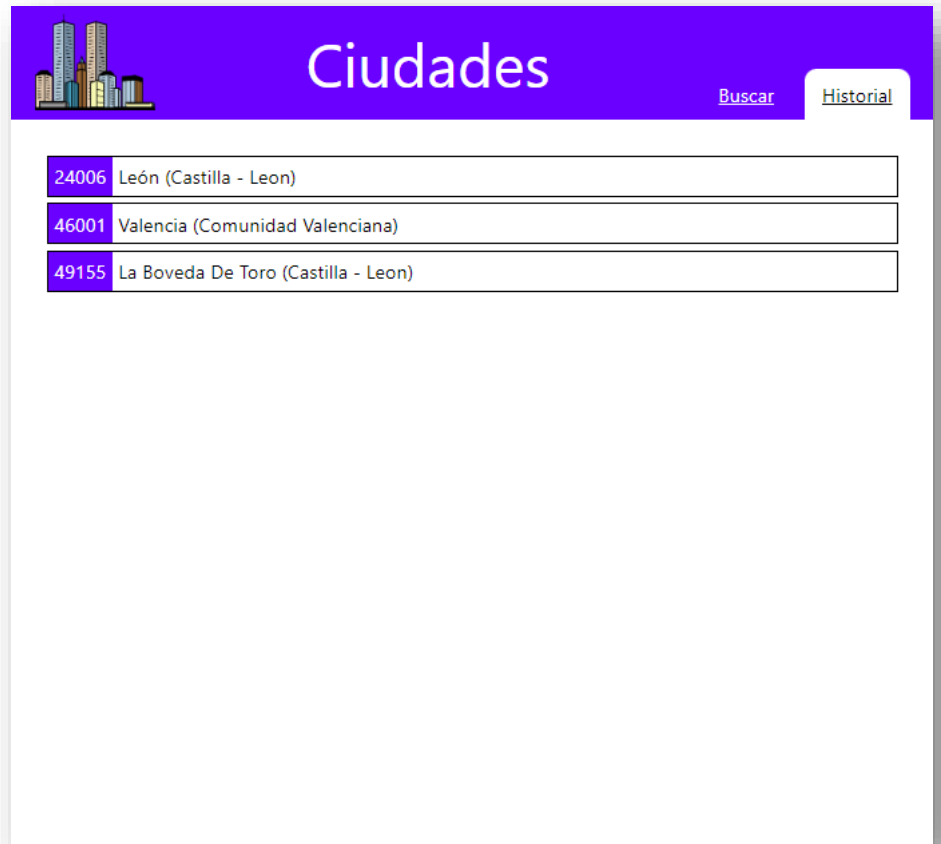 Ciudades
Buscar Historial
24006 León (Castilla - Leon)
46001 Valencia (Comunidad Valenciana)
49155 La Boveda De Toro (Castilla - Leon)